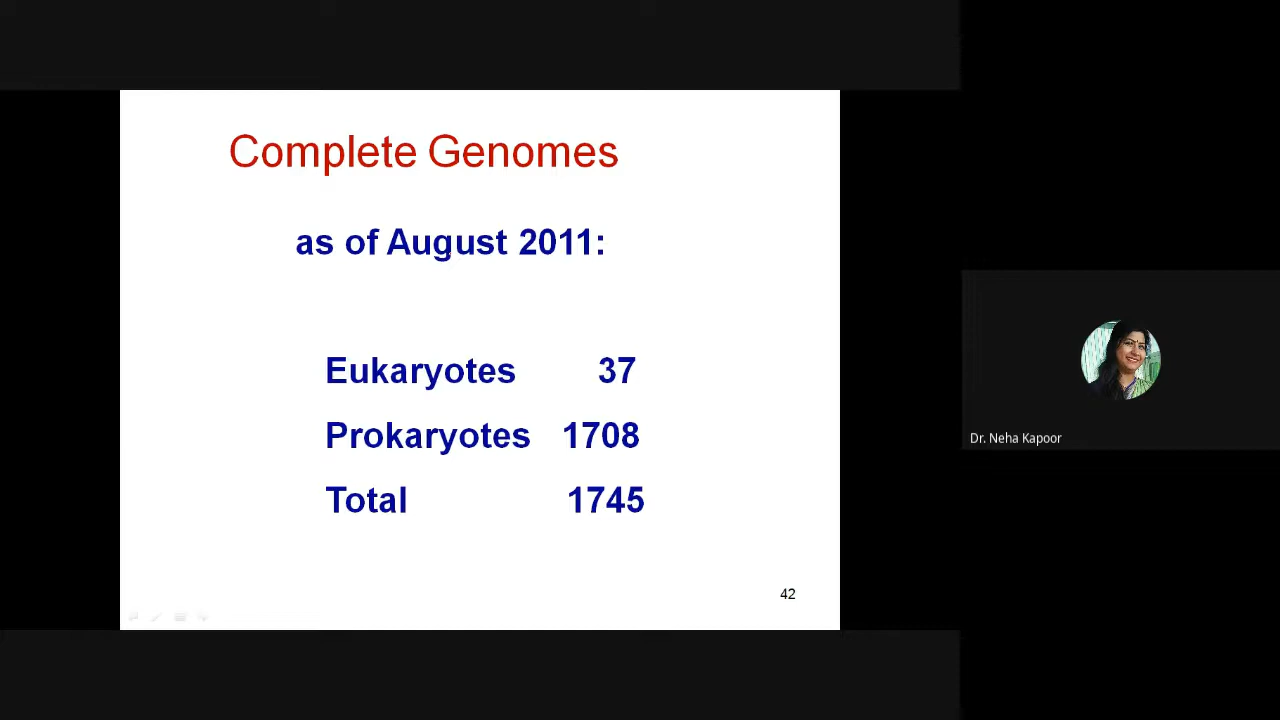 Complete Genomes
as of August 2011:
Eukaryotes 37
Prokaryotes 1708
Total 1745
42
Dr. Neha Kapoor